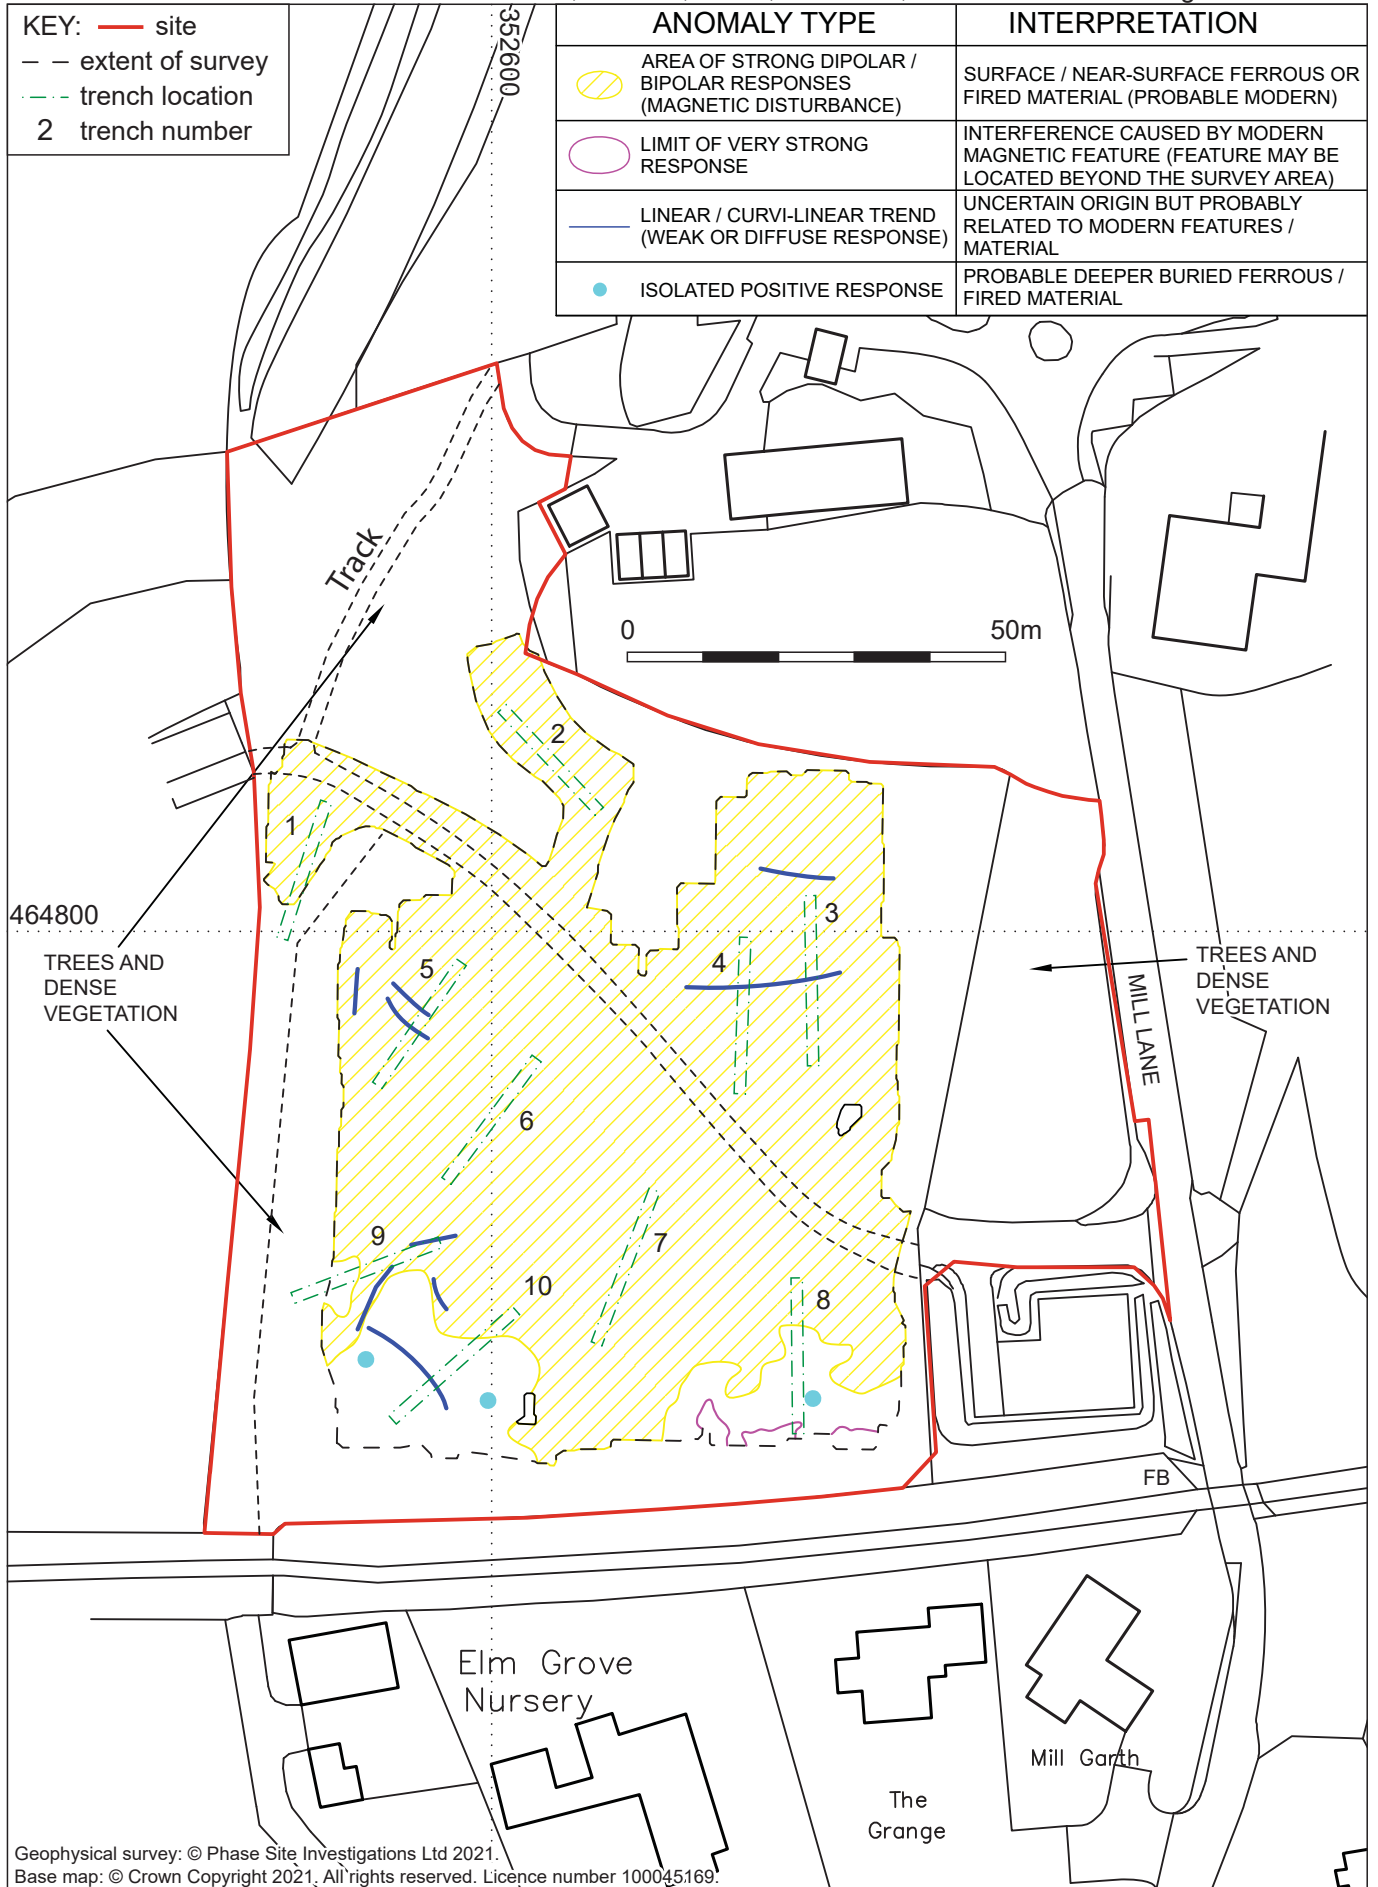 KEY: site
extent of survey
trench location
2 trench number
352600
ANOMALY TYPE INTERPRETATION
AREA OF STRONG DIPOLAR /
BIPOLAR RESPONSES
(MAGNETIC DISTURBANCE)
SURFACE / NEAR-SURFACE FERROUS OR
FIRED MATERIAL (PROBABLE MODERN)
LIMIT OF VERY STRONG
RESPONSE
INTERFERENCE CAUSED BY MODERN
MAGNETIC FEATURE (FEATURE MAY BE
LOCATED BEYOND THE SURVEY AREA)
LINEAR / CURVI-LINEAR TREND
(WEAK OR DIFFUSE RESPONSE)
UNCERTAIN ORIGIN BUT PROBABLY
RELATED TO MODERN FEATURES /
MATERIAL
ISOLATED POSITIVE RESPONSE
PROBABLE DEEPER BURIED FERROUS /
FIRED MATERIAL
Track
0 50m
2
1
464800
3
4
5
TREES AND
DENSE
VEGETATION
TREES AND
DENSE
VEGETATION
MILL LANE
6
7
9
10
8
FB
Elm Grove
Nursery
Mill Garth
The
Grange
Geophysical survey: © Phase Site Investigations Ltd 2021.
Base map: © Crown Copyright 2021. All rights reserved. Licence number 100045169.